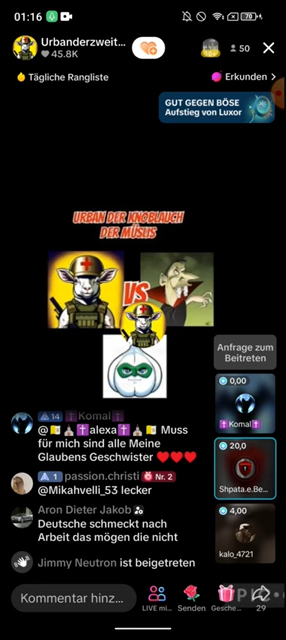 01:16
70
Urbanderzweit...
45.8K
50
Tägliche Rangliste
Erkunden >
GUT GEGEN BÖSE
Aufstieg von Luxor
URBAN DER KNOBLAUCH
DER MÜSLIS
VS
Anfrage zum
Beitreten
0,00
✝️Komal✝️
20,0
Shpata.e.Be...
4,00
kalo_4721
14 ✝️Komal✝️
@🇻🇦⛪✝️alexa✝️⛪🇻🇦 Muss
für mich sind alle Meine
Glaubens Geschwister ❤️❤️❤️
1 passion.christi Nr. 2
@Mikahvelli_53 lecker
Aron Dieter Jakob
Deutsche schmeckt nach
Arbeit das mögen die nicht
Jimmy Neutron ist beigetreten
Kommentar hinz...
LIVE mi...
Senden
Gesche...
29